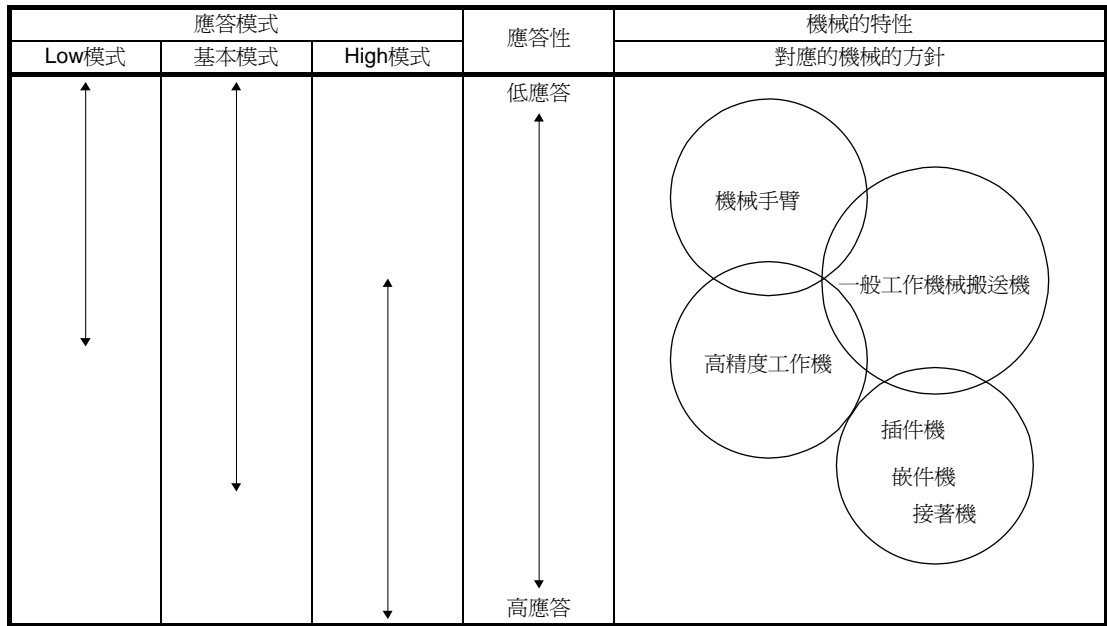 應答模式
應答性
機械的特性
Low模式
基本模式
High模式
對應的機械的方針
低應答
機械手臂
一般工作機械搬送機
高精度工作機
插件機
嵌件機
接著機
高應答